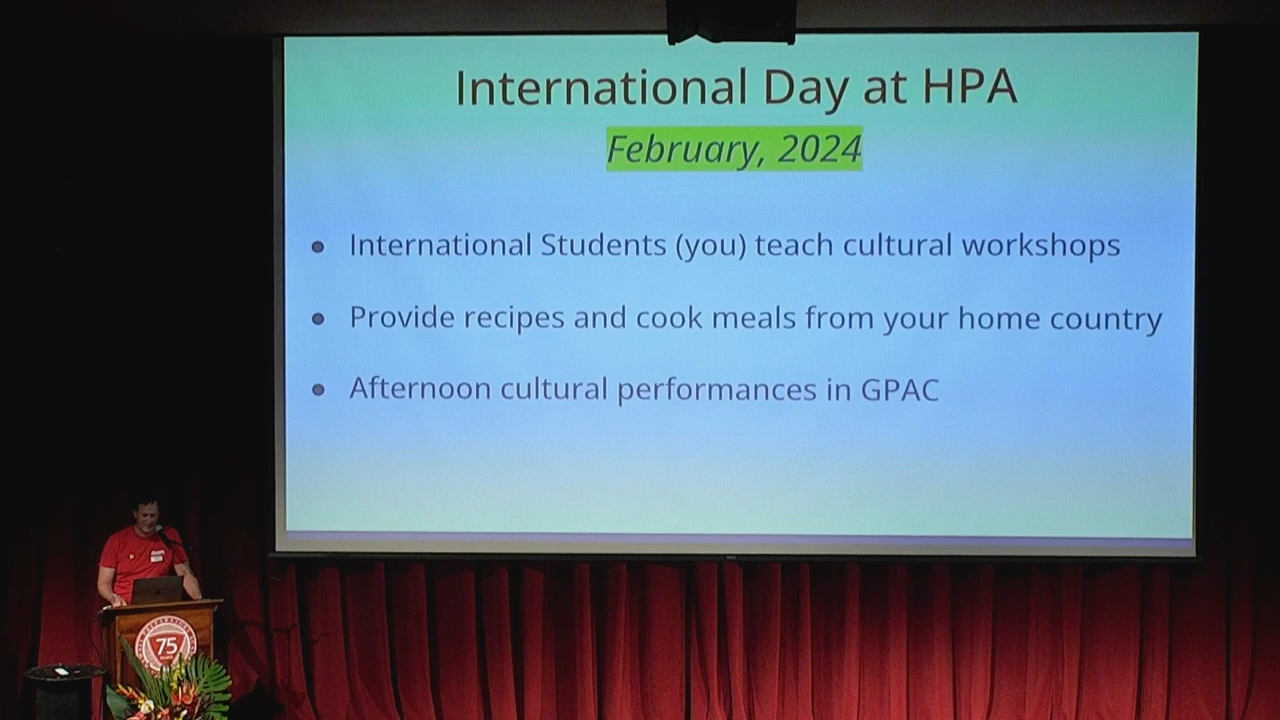 International Day at HPA
February, 2024
• International Students (you) teach cultural workshops
• Provide recipes and cook meals from your home country
• Afternoon cultural performances in GPAC
75